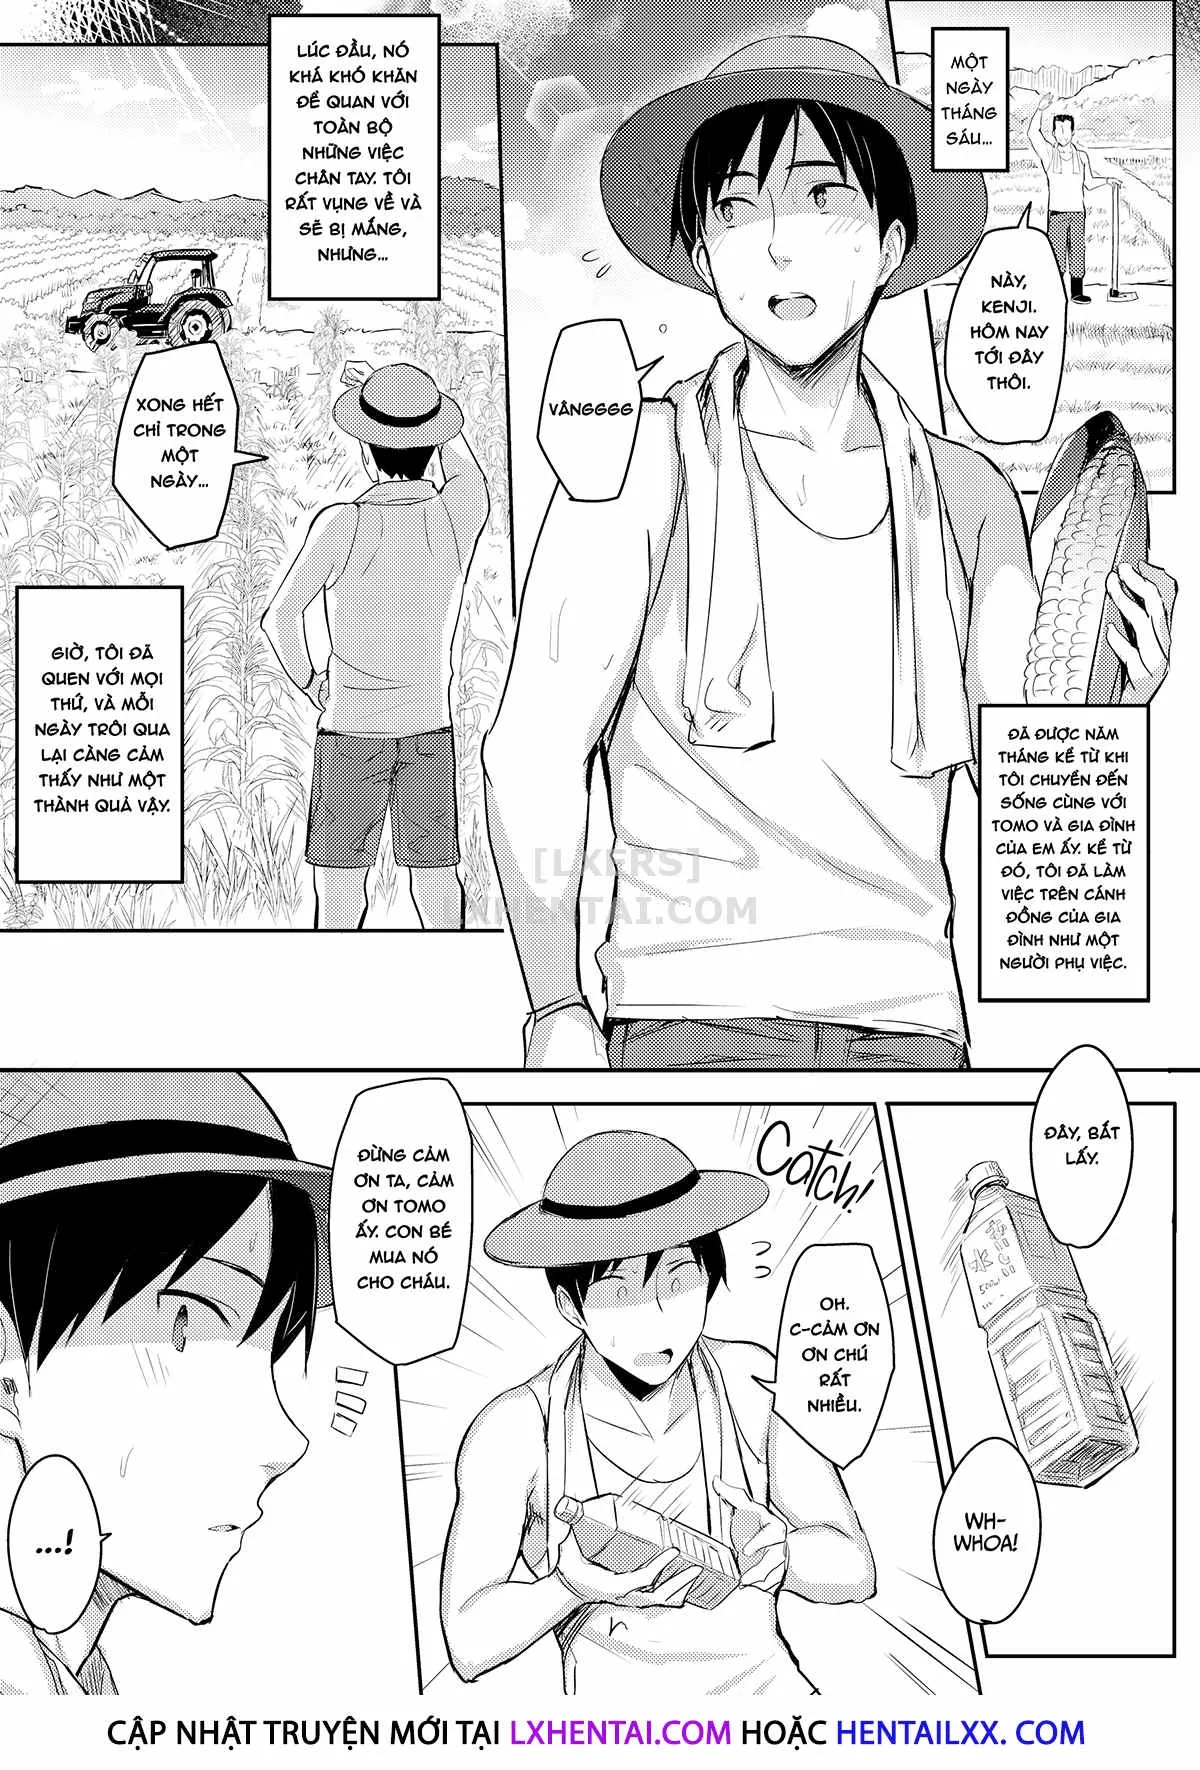 MỘT
NGÀY
THÁNG
SÁU...
NÀY,
KENJI.
HÔM NAY
TỚI ĐÂY
THÔI.
VÂNGGGG
ĐÃ ĐƯỢC NĂM
THÁNG KỂ TỪ KHI
TÔI CHUYỂN ĐẾN
SỐNG CÙNG VỚI
TOMO VÀ GIA ĐÌNH
CỦA EM ẤY. KỂ TỪ
ĐÓ, TÔI ĐÃ LÀM
VIỆC TRÊN CÁNH
ĐỒNG CỦA GIA
ĐÌNH NHƯ MỘT
NGƯỜI PHỤ VIỆC.
LÚC ĐẦU, NÓ
KHÁ KHÓ KHĂN
ĐỀ QUAN VỚI
TOÀN BỘ
NHỮNG VIỆC
CHÂN TAY. TÔI
RẤT VỤNG VỀ VÀ
SẼ BỊ MẮNG,
NHƯNG...
XONG HẾT
CHỈ TRONG
MỘT
NGÀY...
GIỜ, TÔI ĐÃ
QUEN VỚI MỌI
THỨ, VÀ MỖI
NGÀY TRÔI QUA
LẠI CÀNG CẢM
THẤY NHƯ MỘT
THÀNH QUẢ VẬY.
[LXERS]
LXHENTAI.COM
ĐÂY, BẮT
LẤY.
500ml
WH-
WHOA!
Catch!
OH.
C-CẢM ƠN
ƠN CHÚ
RẤT
NHIỀU.
ĐỪNG CẢM
ƠN TA, CẢM
ƠN TOMO
ẤY. CON BÉ
MUA NÓ
CHO CHÁU.
...!
CẬP NHẬT TRUYỆN MỚI TẠI LXHENTAI.COM HOẶC HENTAILXX. COM